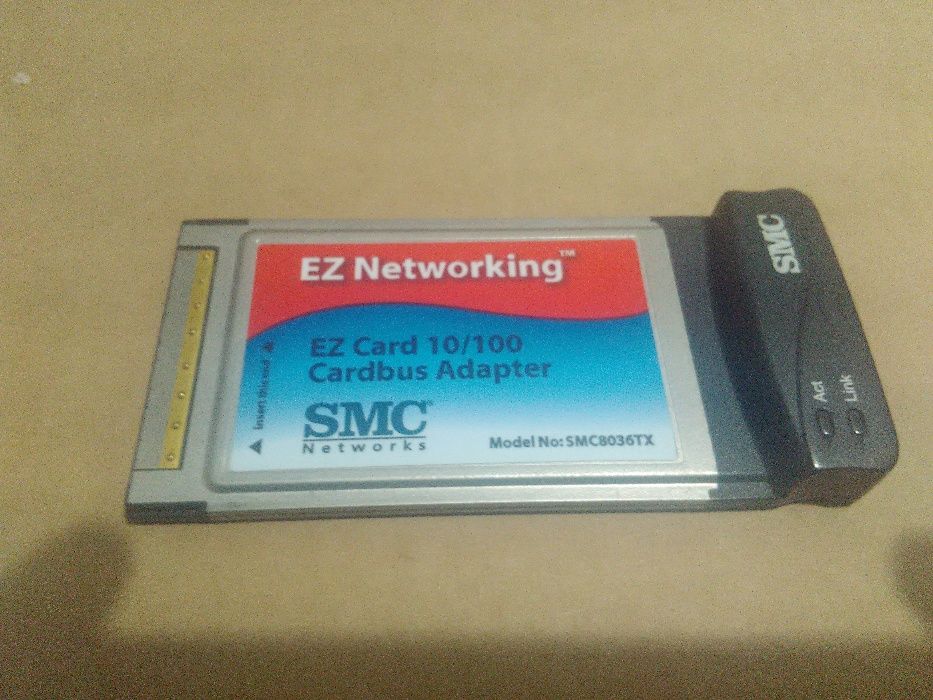 EZ Networking™
EZ Card 10/100
Cardbus Adapter
Insert this end
SMC®
Networks
Model No: SMC8036TX
SMC
Act
Link